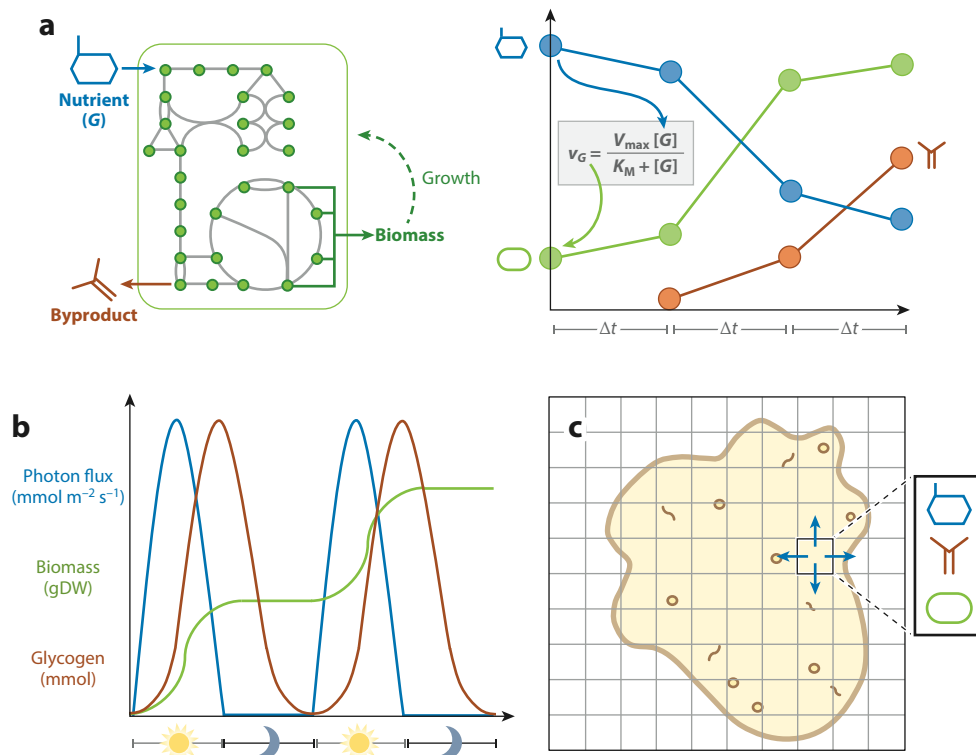 a
Nutrient
(G)
Growth
Biomass
Byproduct
v_G = V_max [G] / K_M + [G]
Δt
Δt
Δt
b
Photon flux
(mmol m⁻² s⁻¹)
Biomass
(gDW)
Glycogen
(mmol)
c